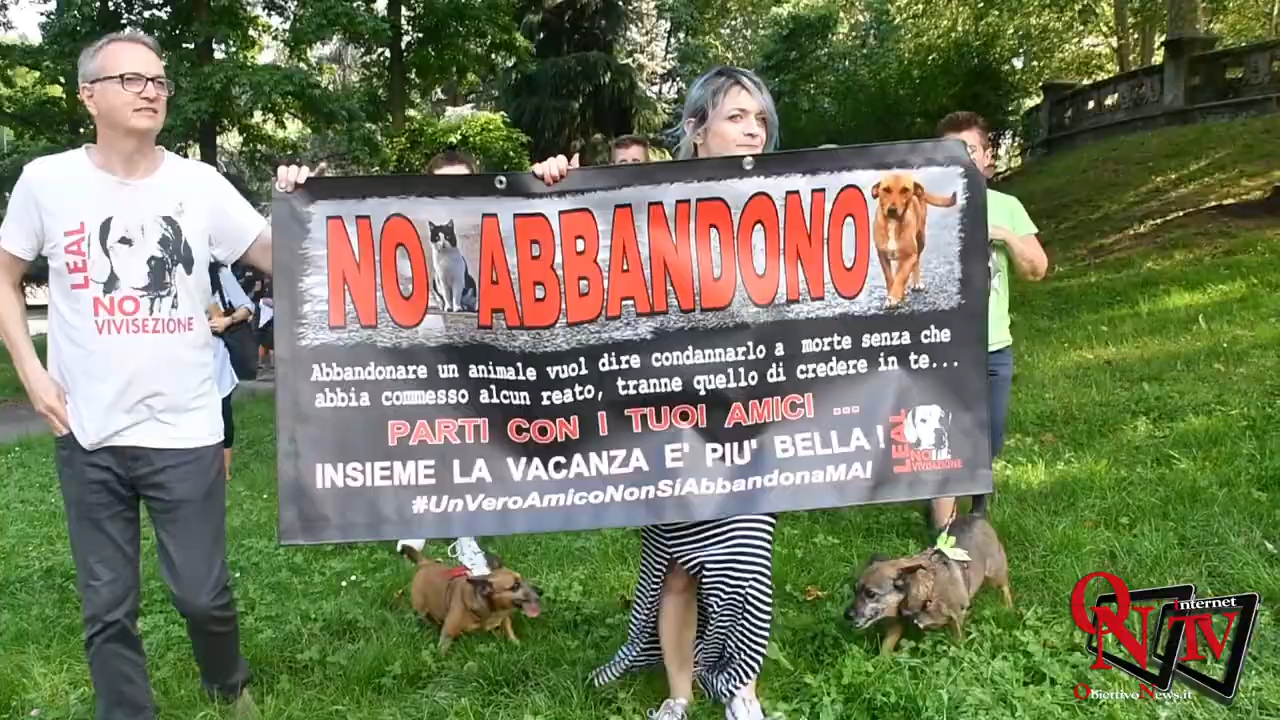 LEAL
NO
VIVISEZIONE
NO ABBANDONO
Abbandonare un animale vuol dire condannarlo a morte senza che
abbia commesso alcun reato, tranne quello di credere in te...
PARTI CON I TUOI AMICI ...
INSIEME LA VACANZA E' PIU' BELLA !
#UnVeroAmicoNonSiAbbandonaMAI
LEAL
NO
VIVISEZIONE
QN Internet TV
ObiettivoNews.it